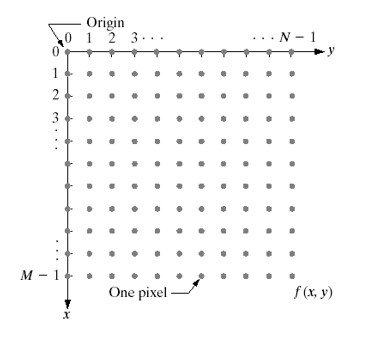 Origin
0 1 2 3 · · · · · · N − 1
0
y
1
2
3
⋮
⋮
M − 1
One pixel
f (x, y)
x